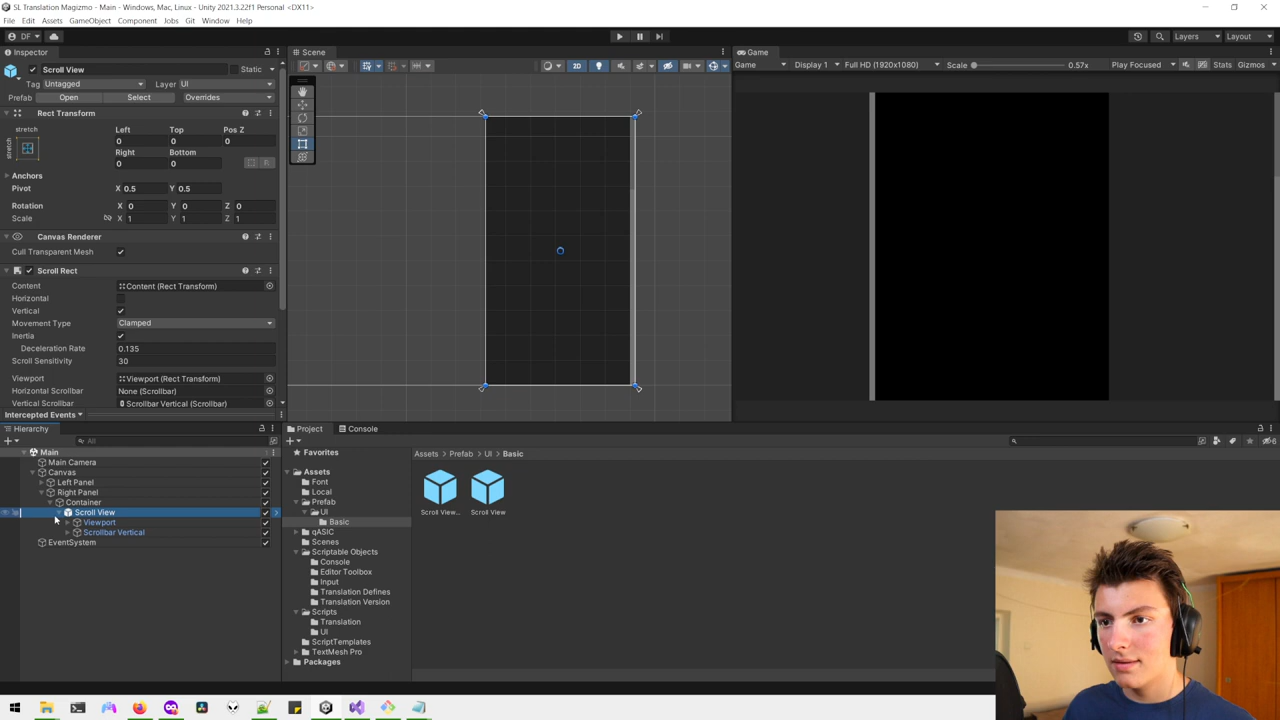 SL Translation Magizmo - Main - Windows, Mac, Linux - Unity 2021.3.22f1 Personal <DX11>
File Edit Assets GameObject Component Jobs Git Window Help
DF Layers Layout
Inspector
Scroll View Static
Tag Untagged Layer UI
Prefab Open Select Overrides
Rect Transform
stretch Left Top Pos Z
stretch 0 0 0
Right Bottom
0 0 R
Anchors
Pivot X 0.5 Y 0.5
Rotation X 0 Y 0 Z 0
Scale X 1 Y 1 Z 1
Canvas Renderer
Cull Transparent Mesh
Scroll Rect
Content Content (Rect Transform)
Horizontal
Vertical
Movement Type Clamped
Inertia
Deceleration Rate 0.135
Scroll Sensitivity 30
Viewport Viewport (Rect Transform)
Horizontal Scrollbar None (Scrollbar)
Vertical Scrollbar Scrollbar Vertical (Scrollbar)
Intercepted Events
Scene
2D
Game
Game Display 1 Full HD (1920x1080) Scale 0.57x Play Focused Stats Gizmos
Hierarchy
All
Main
Main Camera
Canvas
Left Panel
Right Panel
Container
Scroll View
Viewport
Scrollbar Vertical
EventSystem
Project Console
6
Favorites
Assets
Font
Local
Prefab
UI
Basic
qASIC
Scenes
Scriptable Objects
Console
Editor Toolbox
Input
Translation Defines
Translation Version
Scripts
Translation
UI
ScriptTemplates
TextMesh Pro
Packages
Assets > Prefab > UI > Basic
Scroll View... Scroll View